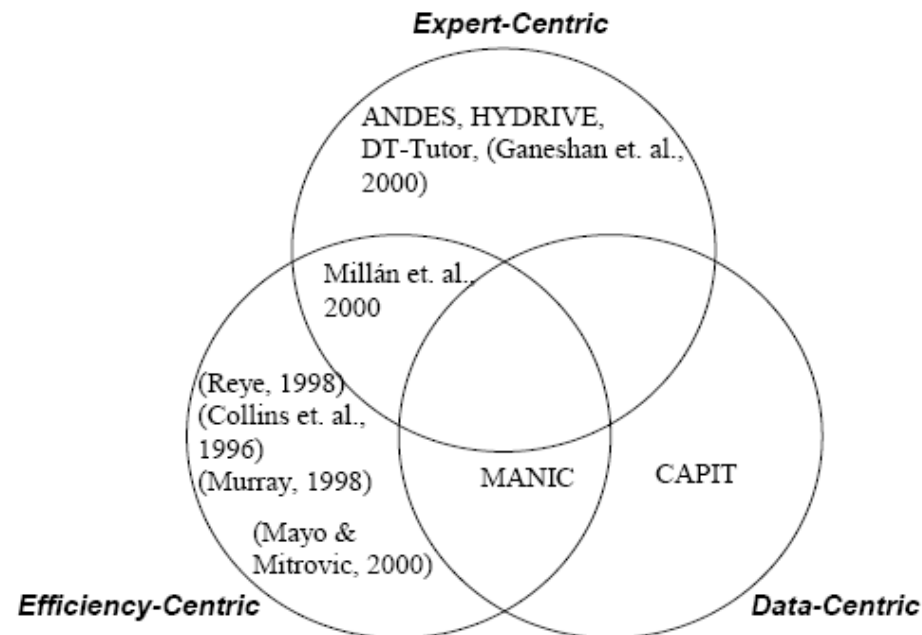 Expert-Centric
ANDES, HYDRIVE,
DT-Tutor, (Ganeshan et. al.,
2000)
Millán et. al.,
2000
(Reye, 1998)
(Collins et. al.,
1996)
(Murray, 1998)
(Mayo &
Mitrovic, 2000)
MANIC
CAPIT
Efficiency-Centric
Data-Centric